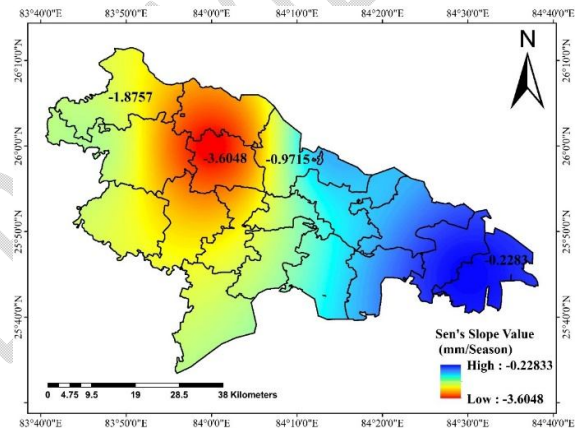 83°40'0"E 83°50'0"E 84°0'0"E 84°10'0"E 84°20'0"E 84°30'0"E 84°40'0"E
26°10'0"N
26°10'0"N
N
-1.8757
26°0'0"N
-3.6048
-0.9715
26°0'0"N
25°50'0"N
25°50'0"N
-0.2283
25°40'0"N
25°40'0"N
Sen's Slope Value
(mm/Season)
High : -0.22833
Low : -3.6048
0 4.75 9.5 19 28.5 38 Kilometers
83°40'0"E 83°50'0"E 84°0'0"E 84°10'0"E 84°20'0"E 84°30'0"E 84°40'0"E